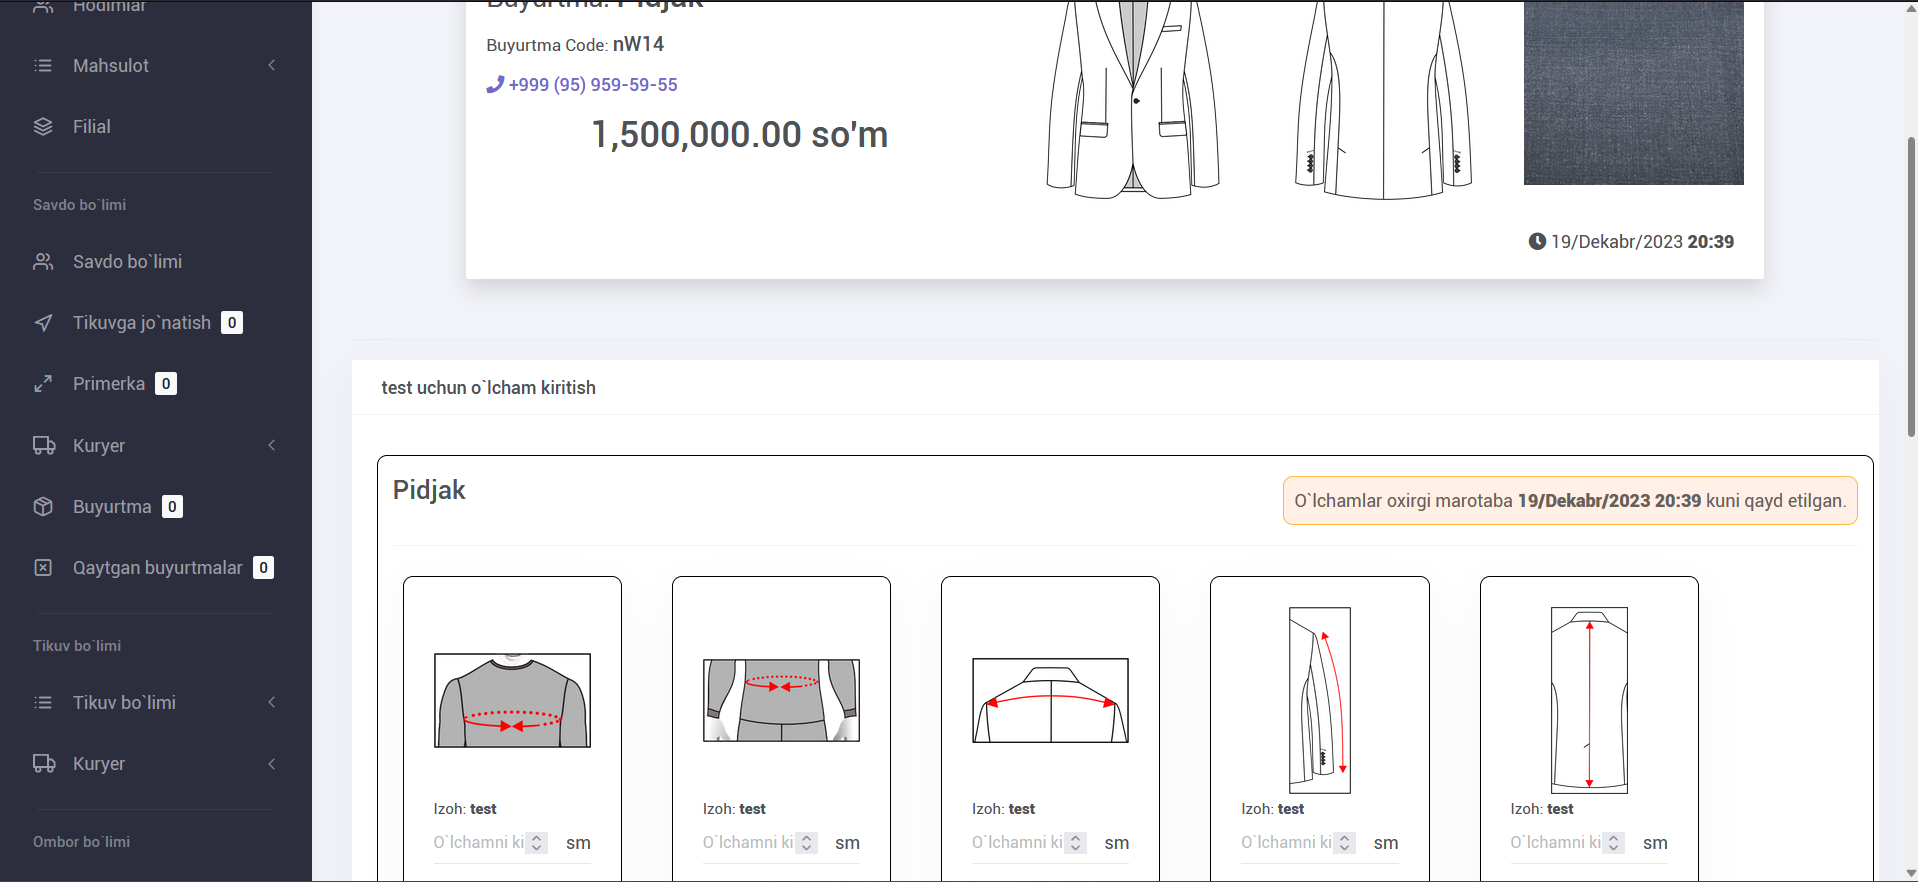 Hodimlar
Mahsulot
Filial
Savdo bo`limi
Savdo bo`limi
Tikuvga jo`natish 0
Primerka 0
Kuryer
Buyurtma 0
Qaytgan buyurtmalar 0
Tikuv bo`limi
Tikuv bo`limi
Kuryer
Ombor bo`limi
Buyurtma: Pidjak
Buyurtma Code: nW14
+999 (95) 959-59-55
1,500,000.00 so'm
19/Dekabr/2023 20:39
test uchun o`lcham kiritish
Pidjak
O`lchamlar oxirgi marotaba 19/Dekabr/2023 20:39 kuni qayd etilgan.
Izoh: test
O`lchamni ki sm
Izoh: test
O`lchamni ki sm
Izoh: test
O`lchamni ki sm
Izoh: test
O`lchamni ki sm
Izoh: test
O`lchamni ki sm